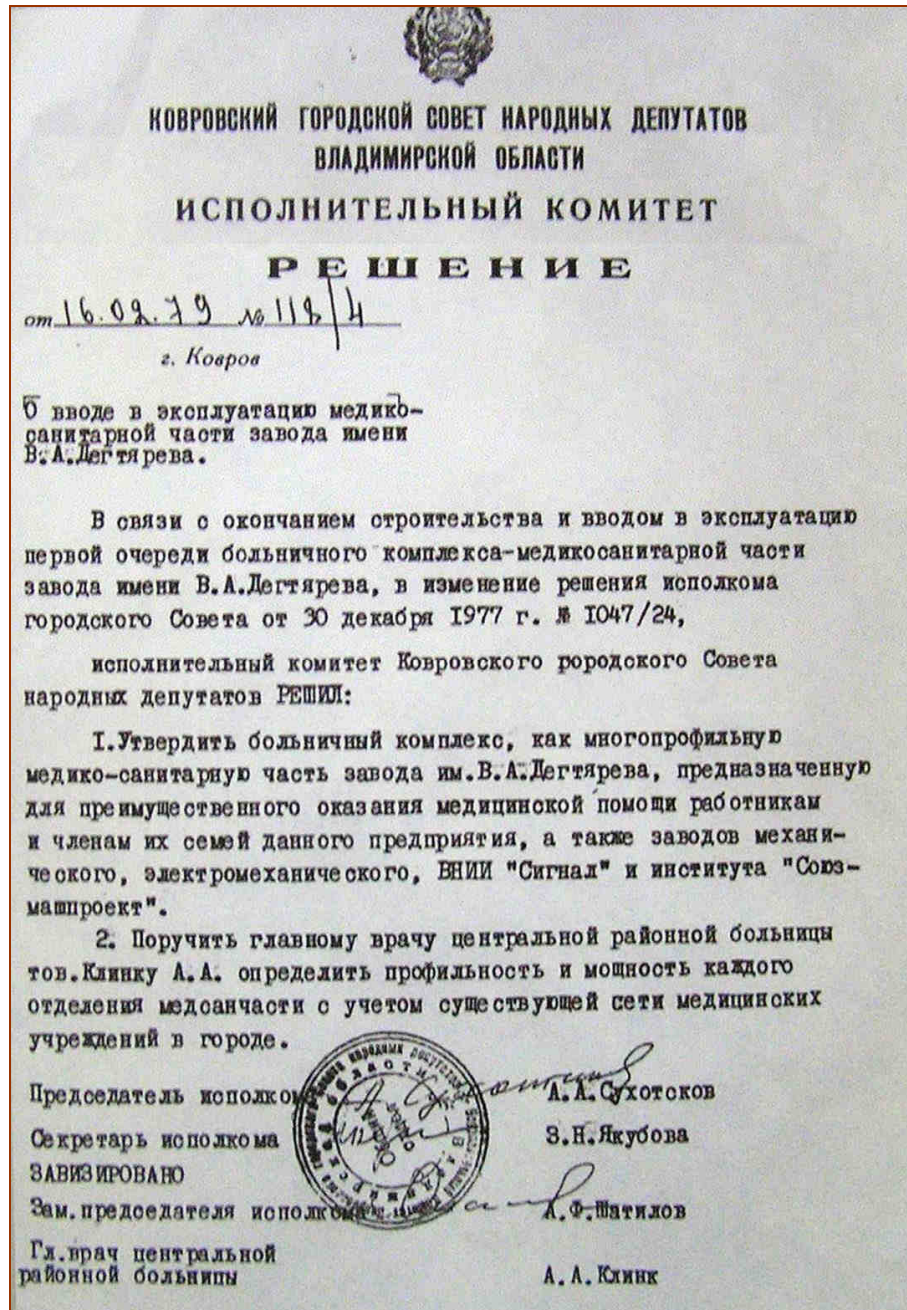 КОВРОВСКИЙ ГОРОДСКОЙ СОВЕТ НАРОДНЫХ ДЕПУТАТОВ
ВЛАДИМИРСКОЙ ОБЛАСТИ
ИСПОЛНИТЕЛЬНЫЙ КОМИТЕТ
РЕШЕНИЕ
от 16.02.79 № 118/4
г. Ковров
О вводе в эксплуатацию медико-
санитарной части завода имени
В.А.Дегтярева.
В связи с окончанием строительства и вводом в эксплуатацию
первой очереди больничного комплекса-медикосанитарной части
завода имени В.А.Дегтярева, в изменение решения исполкома
городского Совета от 30 декабря 1977 г. № 1047/24,
исполнительный комитет Ковровского рородского Совета
народных депутатов РЕШИЛ:
1.Утвердить больничный комплекс, как многопрофильную
медико-санитарную часть завода им.В.А.Дегтярева, предназначенную
для преимущественного оказания медицинской помощи работникам
и членам их семей данного предприятия, а также заводов механи-
ческого, электромеханического, ВНИИ "Сигнал" и института "Союз-
машпроект".
2. Поручить главному врачу центральной районной больницы
тов.Клинку А.А. определить профильность и мощность каждого
отделения медсанчасти с учетом существующей сети медицинских
учреждений в городе.
Председатель исполкома А.А.Сухотсков
Секретарь исполкома З.Н.Якубова
ЗАВИЗИРОВАНО
Зам.председателя исполкома А.Ф.Шатилов
Гл.врач центральной
районной больницы А.А.Клинк